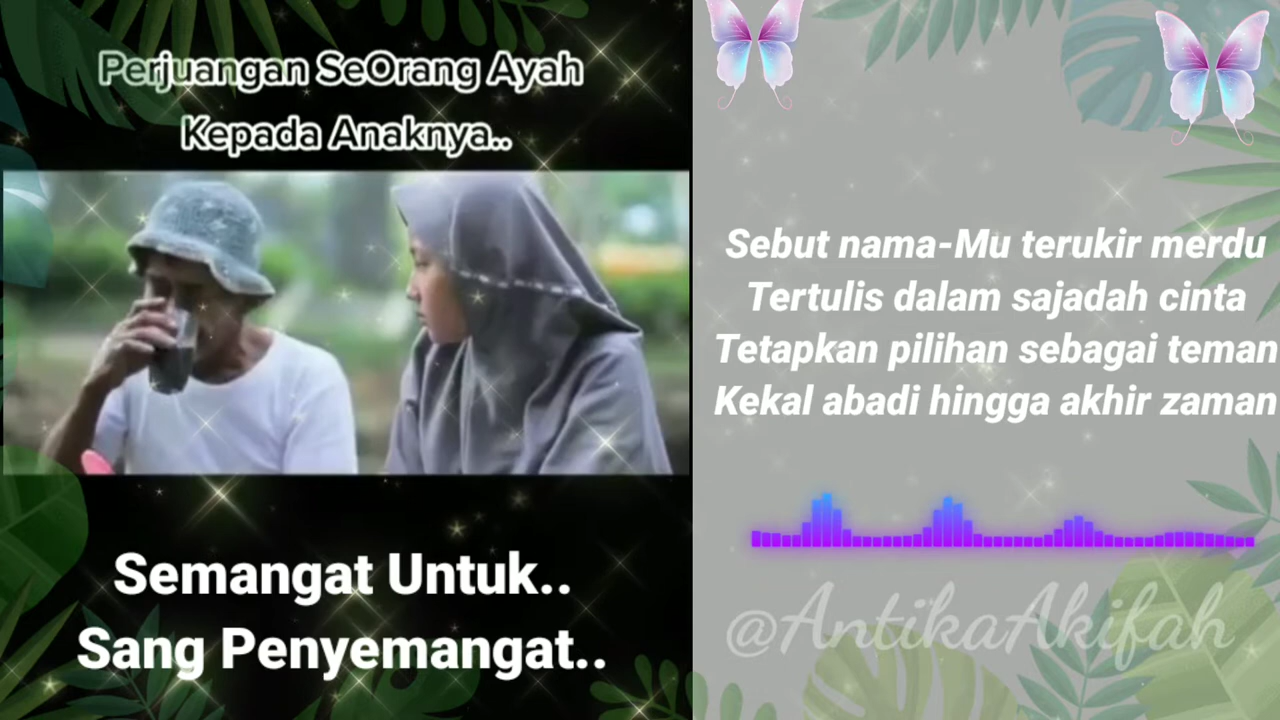 Perjuangan SeOrang Ayah
Kepada Anaknya..
Semangat Untuk..
Sang Penyemangat..
Sebut nama-Mu terukir merdu
Tertulis dalam sajadah cinta
Tetapkan pilihan sebagai teman
Kekal abadi hingga akhir zaman
@AntikaAkifah